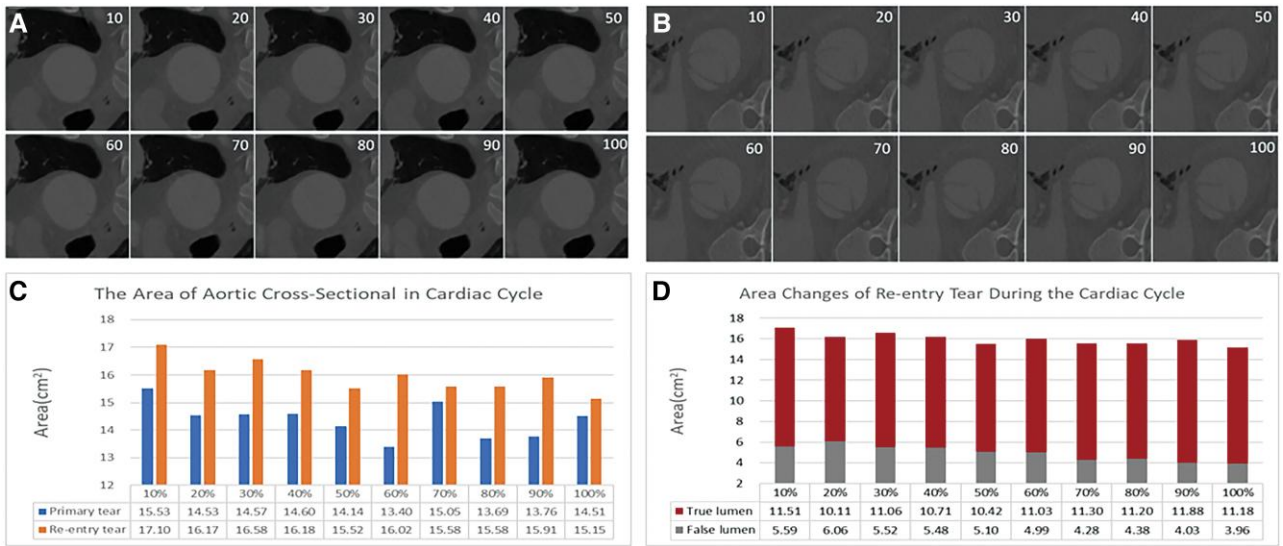 A
10 20 30 40 50
60 70 80 90 100
B
10 20 30 40 50
60 70 80 90 100
C
The Area of Aortic Cross-Sectional in Cardiac Cycle
Area(cm²)
18
17
16
15
14
13
12
10% 20% 30% 40% 50% 60% 70% 80% 90% 100%
Primary tear 15.53 14.53 14.57 14.60 14.14 13.40 15.05 13.69 13.76 14.51
Re-entry tear 17.10 16.17 16.58 16.18 15.52 16.02 15.58 15.58 15.91 15.15
D
Area Changes of Re-entry Tear During the Cardiac Cycle
Area(cm²)
18
16
14
12
10
8
6
4
2
10% 20% 30% 40% 50% 60% 70% 80% 90% 100%
True lumen 11.51 10.11 11.06 10.71 10.42 11.03 11.30 11.20 11.88 11.18
False lumen 5.59 6.06 5.52 5.48 5.10 4.99 4.28 4.38 4.03 3.96